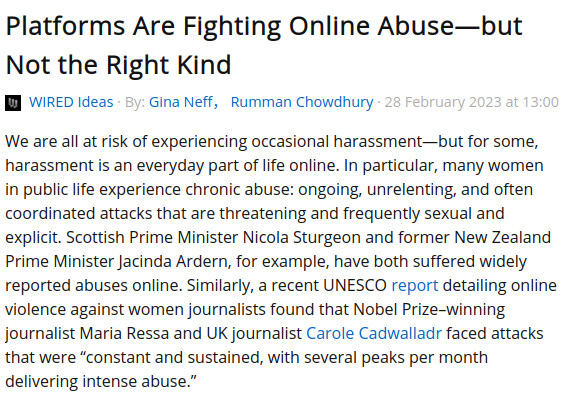 Platforms Are Fighting Online Abuse—but
Not the Right Kind
WIRED Ideas · By: Gina Neff, Rumman Chowdhury · 28 February 2023 at 13:00
We are all at risk of experiencing occasional harassment—but for some,
harassment is an everyday part of life online. In particular, many women
in public life experience chronic abuse: ongoing, unrelenting, and often
coordinated attacks that are threatening and frequently sexual and
explicit. Scottish Prime Minister Nicola Sturgeon and former New Zealand
Prime Minister Jacinda Ardern, for example, have both suffered widely
reported abuses online. Similarly, a recent UNESCO report detailing online
violence against women journalists found that Nobel Prize–winning
journalist Maria Ressa and UK journalist Carole Cadwalladr faced attacks
that were “constant and sustained, with several peaks per month
delivering intense abuse.”